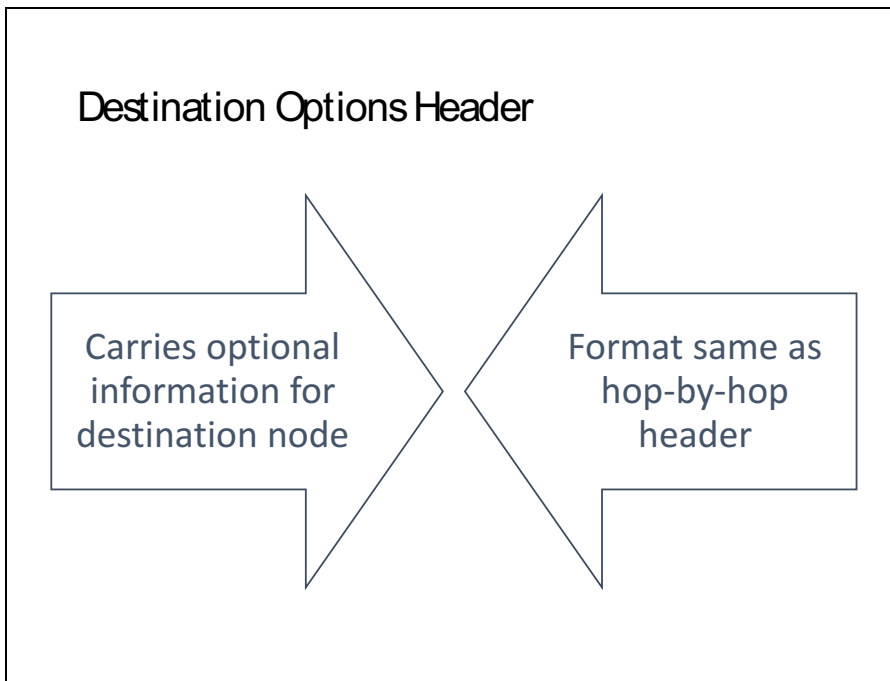 Destination Options Header
Carries optional
information for
destination node
Format same as
hop-by-hop
header